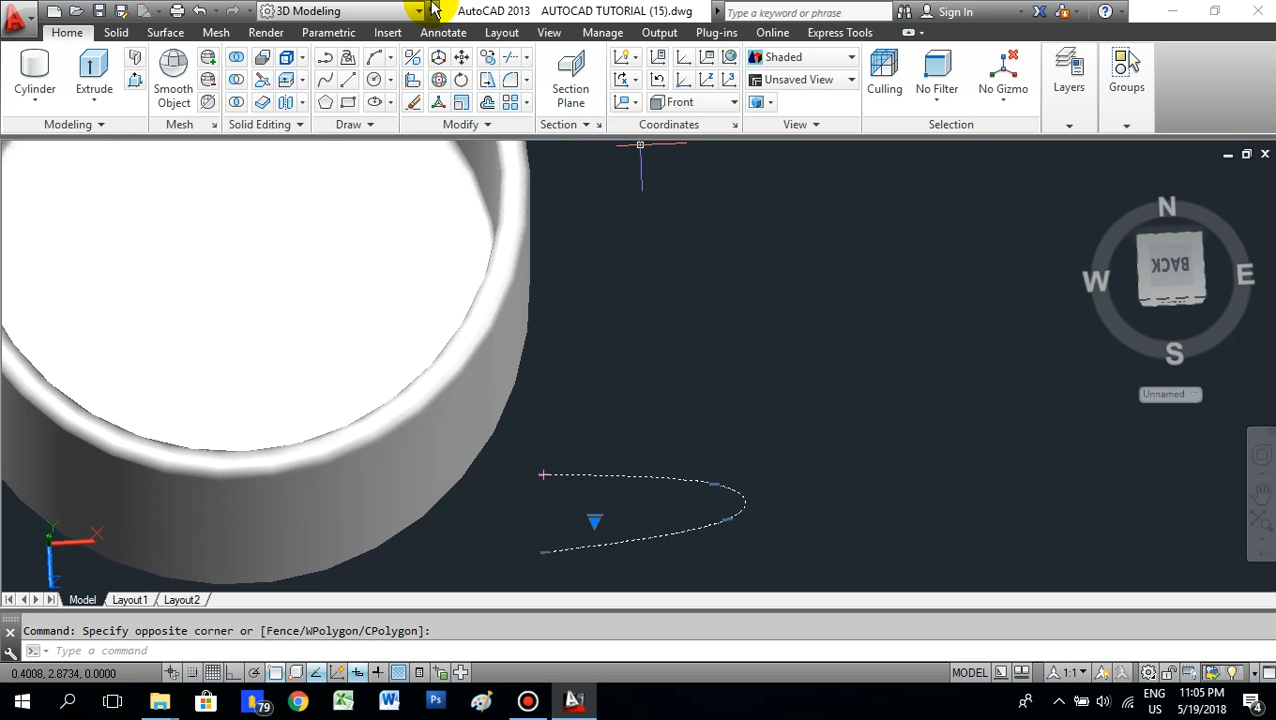 3D Modeling
AutoCAD 2013 AUTOCAD TUTORIAL (15).dwg
Type a keyword or phrase
Sign In
Home Solid Surface Mesh Render Parametric Insert Annotate Layout View Manage Output Plug-ins Online Express Tools
Cylinder
Extrude
Smooth Object
Section Plane
Shaded
Unsaved View
Front
Culling
No Filter
No Gizmo
Layers
Groups
Modeling Mesh Solid Editing Draw Modify Section Coordinates View Selection
N
W BACK E
S
Unnamed
X
Y
Z
Model Layout1 Layout2
Command: Specify opposite corner or [Fence/WPolygon/CPolygon]:
Type a command
0.4008, 2.8734, 0.0000
MODEL
1:1
79
ENG
US
11:05 PM
5/19/2018
4